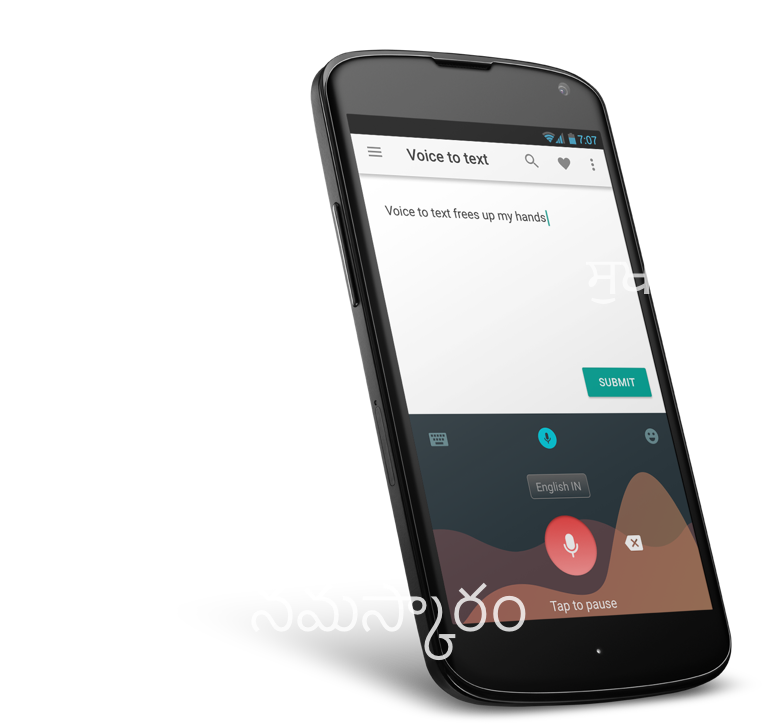 7:07
Voice to text
Voice to text frees up my hands
SUBMIT
English IN
Tap to pause
నమస్కారం